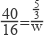 40/16 = (5/3)/w